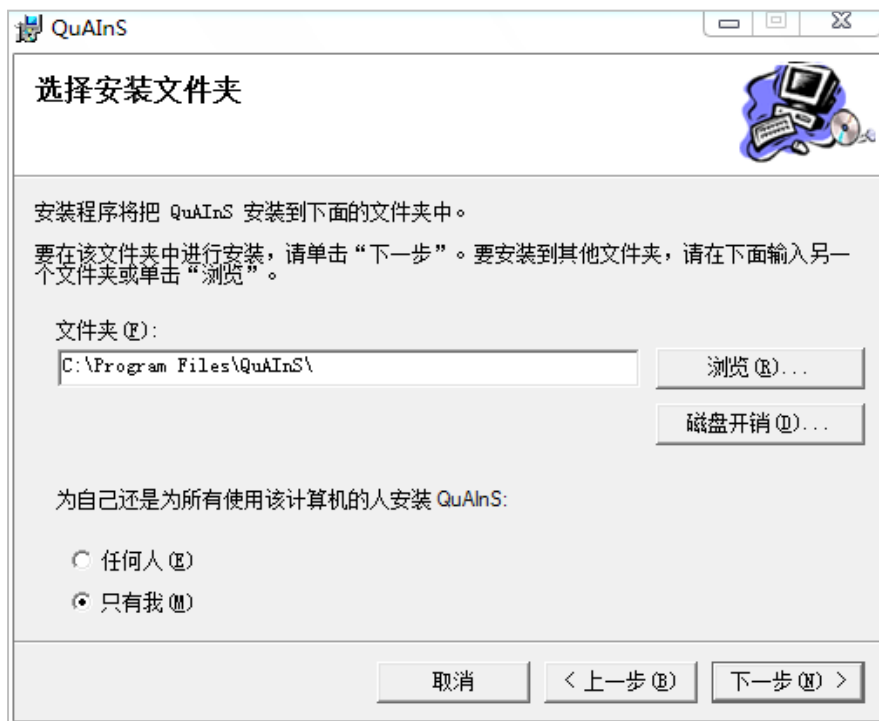 QuAInS
选择安装文件夹
安装程序将把 QuAInS 安装到下面的文件夹中。
要在该文件夹中进行安装，请单击“下一步”。要安装到其他文件夹，请在下面输入另一
个文件夹或单击“浏览”。
文件夹(F):
C:\Program Files\QuAInS\
浏览(R)...
磁盘开销(D)...
为自己还是为所有使用该计算机的人安装 QuAInS:
任何人(E)
只有我(M)
取消
< 上一步(B)
下一步(N) >